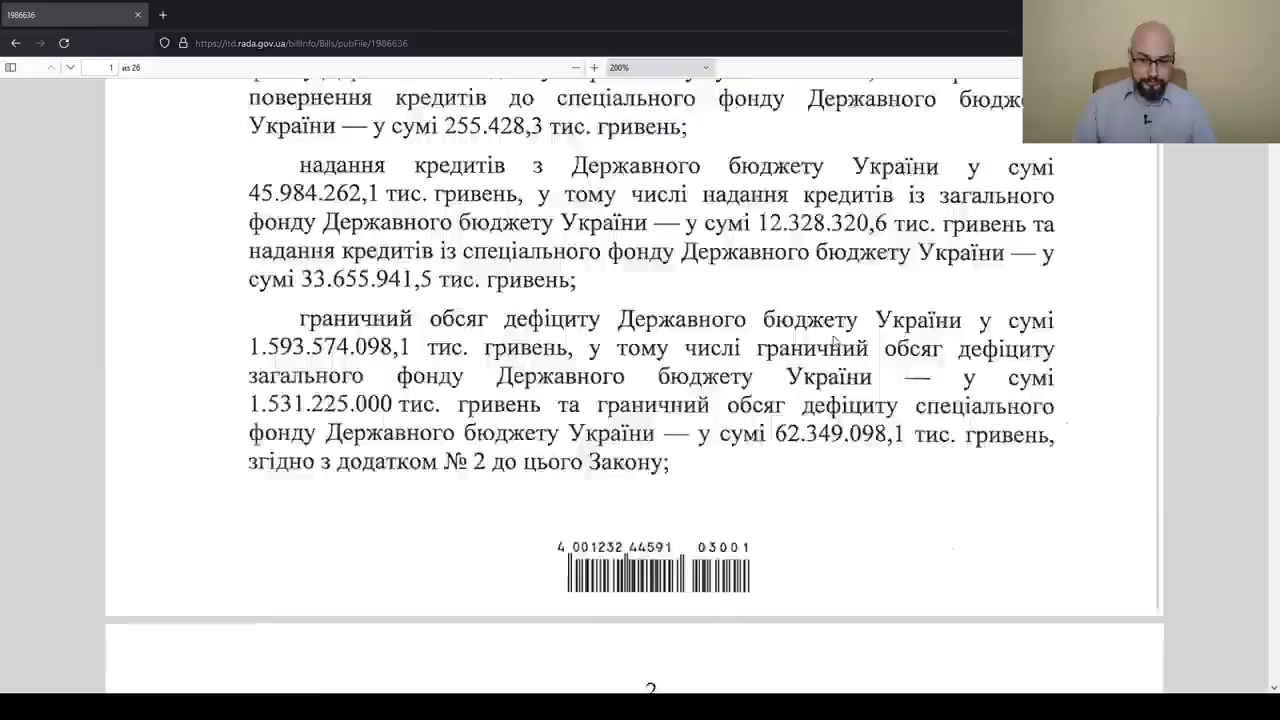 1986636
https://itd.rada.gov.ua/billInfo/Bills/pubFile/1986636
1 из 26
200%
повернення кредитів до спеціального фонду Державного
України — у сумі 255.428,3 тис. гривень;
надання кредитів з Державного бюджету України у сумі
45.984.262,1 тис. гривень, у тому числі надання кредитів із загального
фонду Державного бюджету України — у сумі 12.328.320,6 тис. гривень та
надання кредитів із спеціального фонду Державного бюджету України — у
сумі 33.655.941,5 тис. гривень;
граничний обсяг дефіциту Державного бюджету України у сумі
1.593.574.098,1 тис. гривень, у тому числі граничний обсяг дефіциту
загального фонду Державного бюджету України — у сумі
1.531.225.000 тис. гривень та граничний обсяг дефіциту спеціального
фонду Державного бюджету України — у сумі 62.349.098,1 тис. гривень,
згідно з додатком № 2 до цього Закону;
4 001232 44591 03001
2